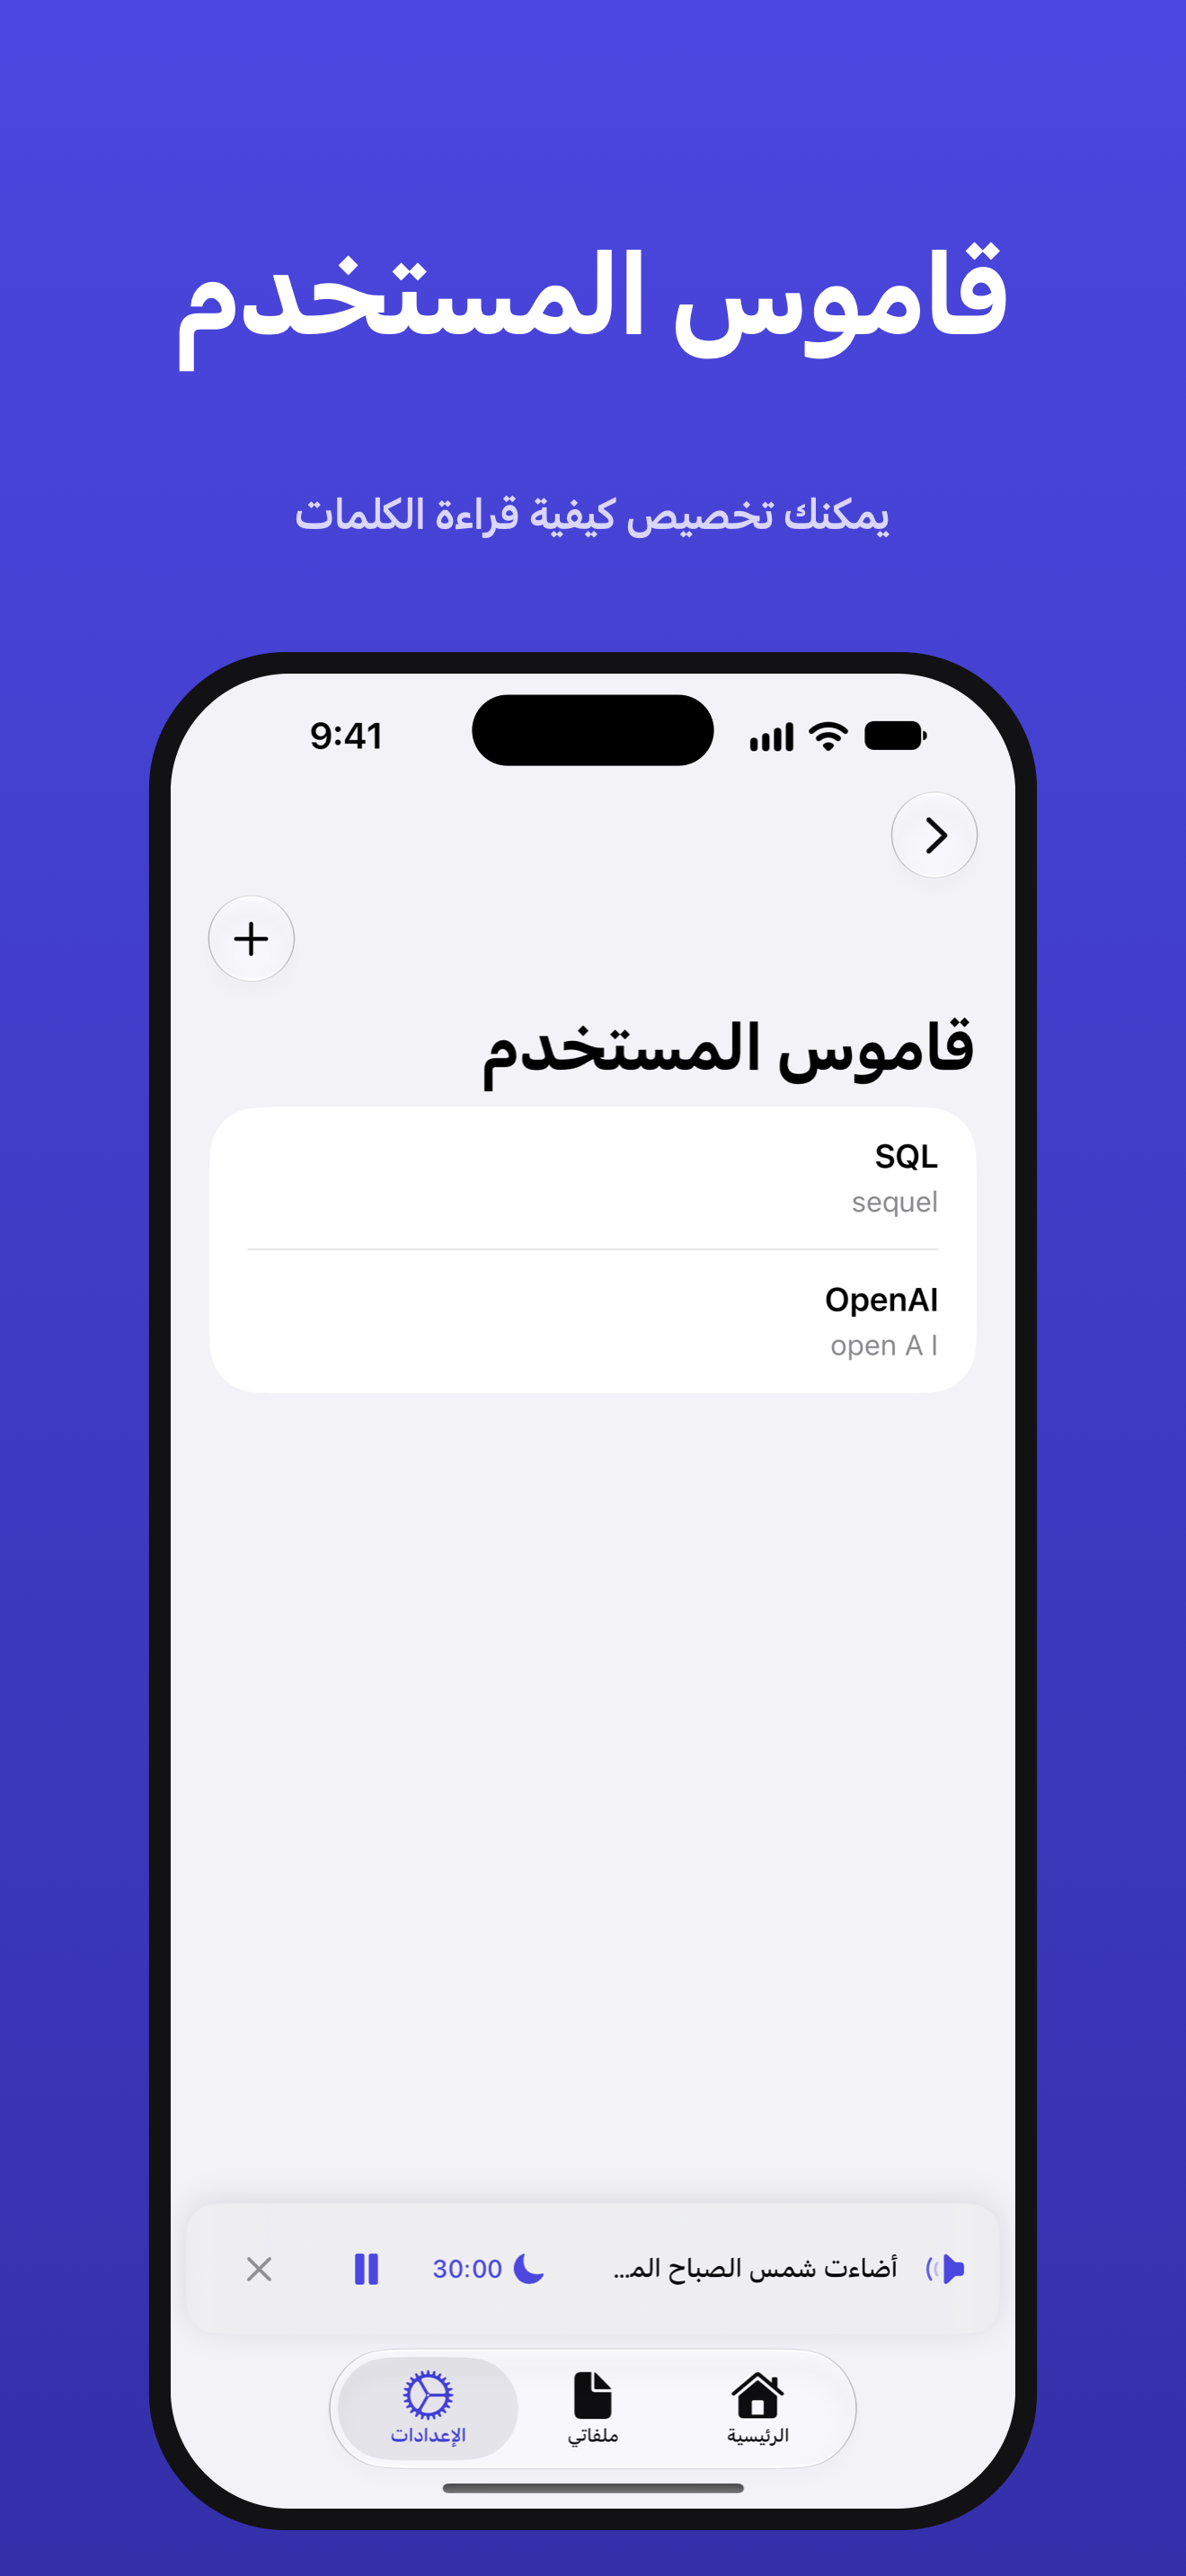 قاموس المستخدم
يمكنك تخصيص كيفية قراءة الكلمات
9:41
قاموس المستخدم
SQL
sequel
OpenAI
open A I
أضاءت شمس الصباح الم...
30:00
الرئيسية
ملفاتي
الإعدادات